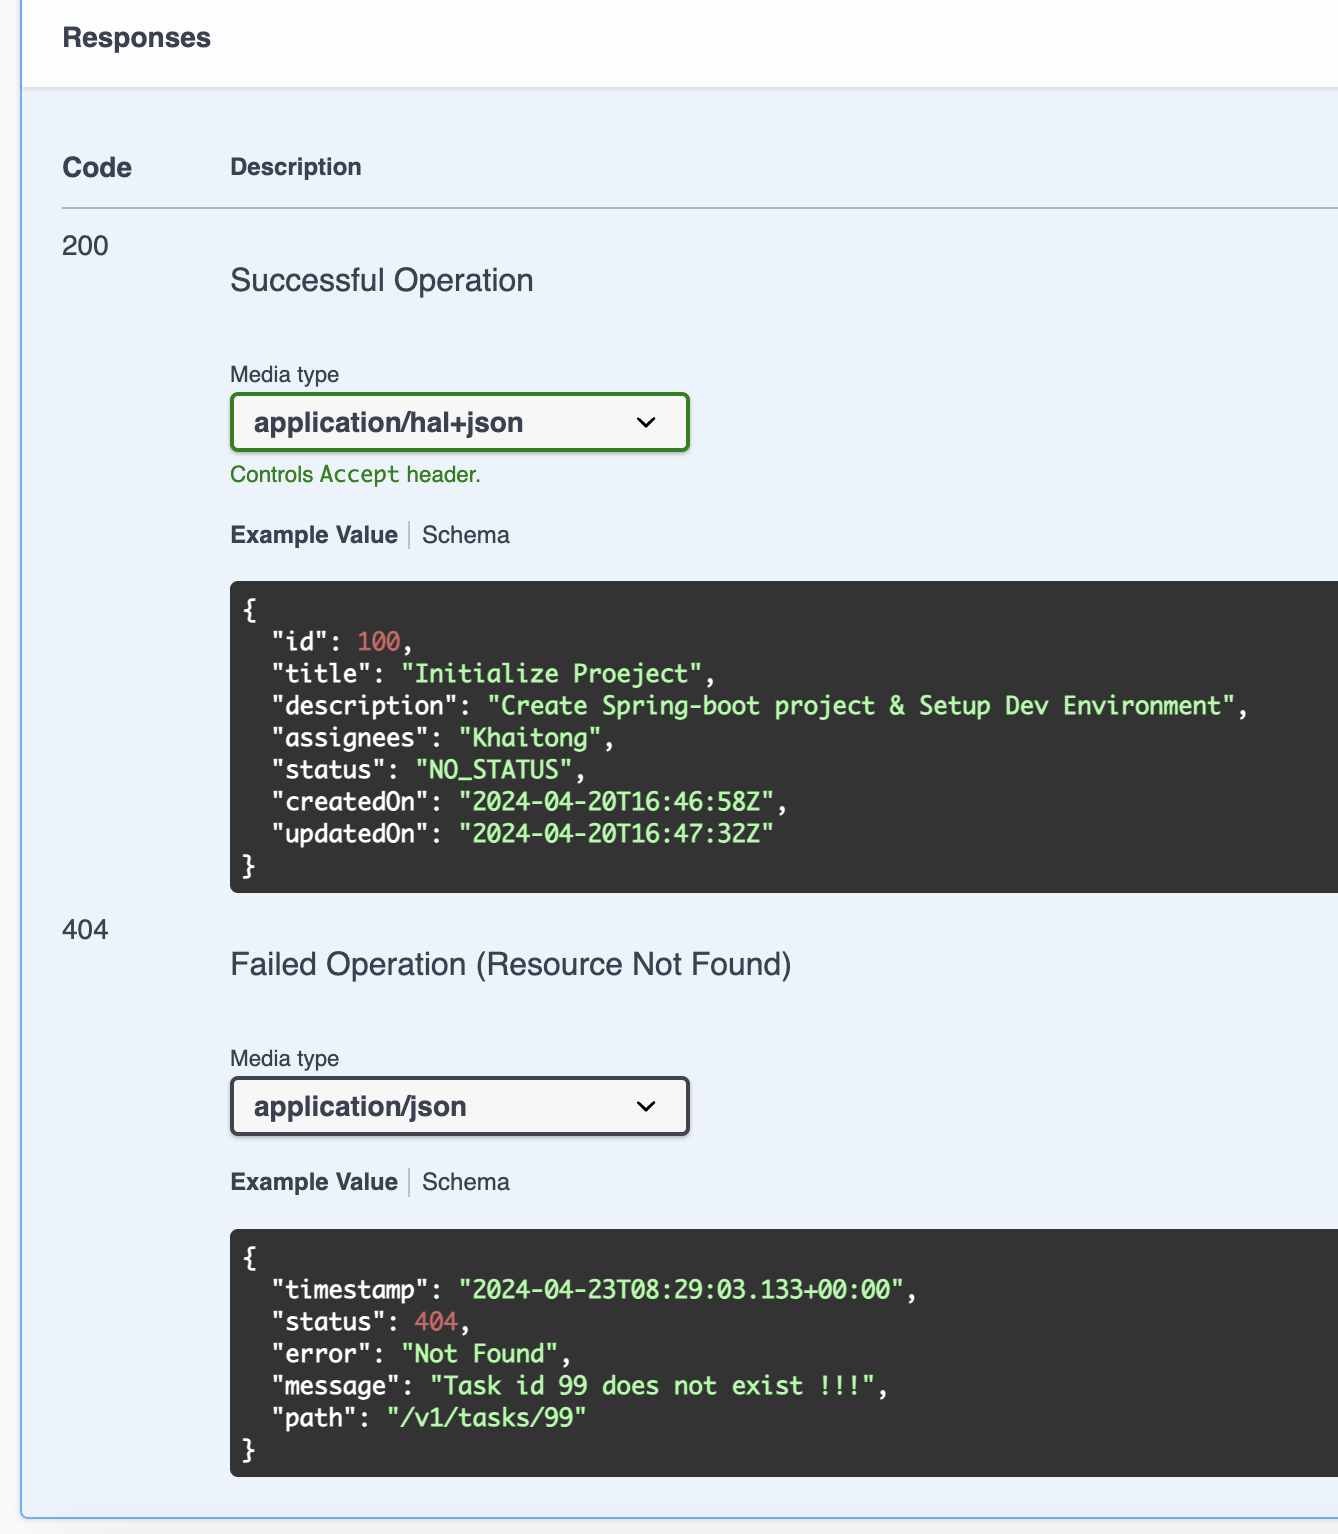 Responses
Code Description
200
Successful Operation
Media type
application/hal+json
Controls Accept header.
Example Value Schema
{
"id": 100,
"title": "Initialize Proeject",
"description": "Create Spring-boot project & Setup Dev Environment",
"assignees": "Khaitong",
"status": "NO_STATUS",
"createdOn": "2024-04-20T16:46:58Z",
"updatedOn": "2024-04-20T16:47:32Z"
}
404
Failed Operation (Resource Not Found)
Media type
application/json
Example Value Schema
{
"timestamp": "2024-04-23T08:29:03.133+00:00",
"status": 404,
"error": "Not Found",
"message": "Task id 99 does not exist !!!",
"path": "/v1/tasks/99"
}